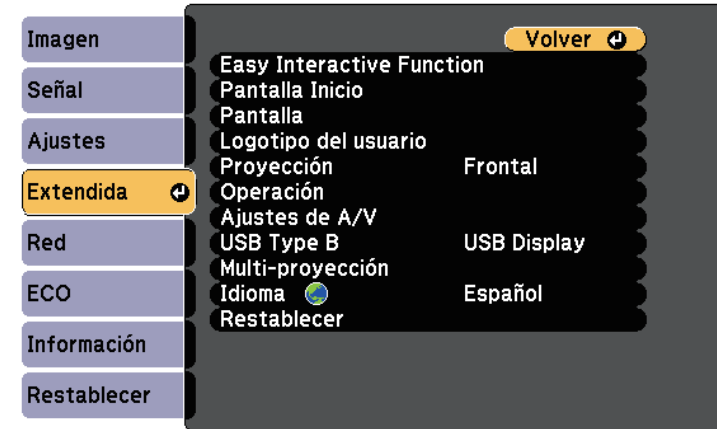 Imagen
Señal
Ajustes
Extendida
Red
ECO
Información
Restablecer
Volver
Easy Interactive Function
Pantalla Inicio
Pantalla
Logotipo del usuario
Proyección Frontal
Operación
Ajustes de A/V
USB Type B USB Display
Multi-proyección
Idioma Español
Restablecer